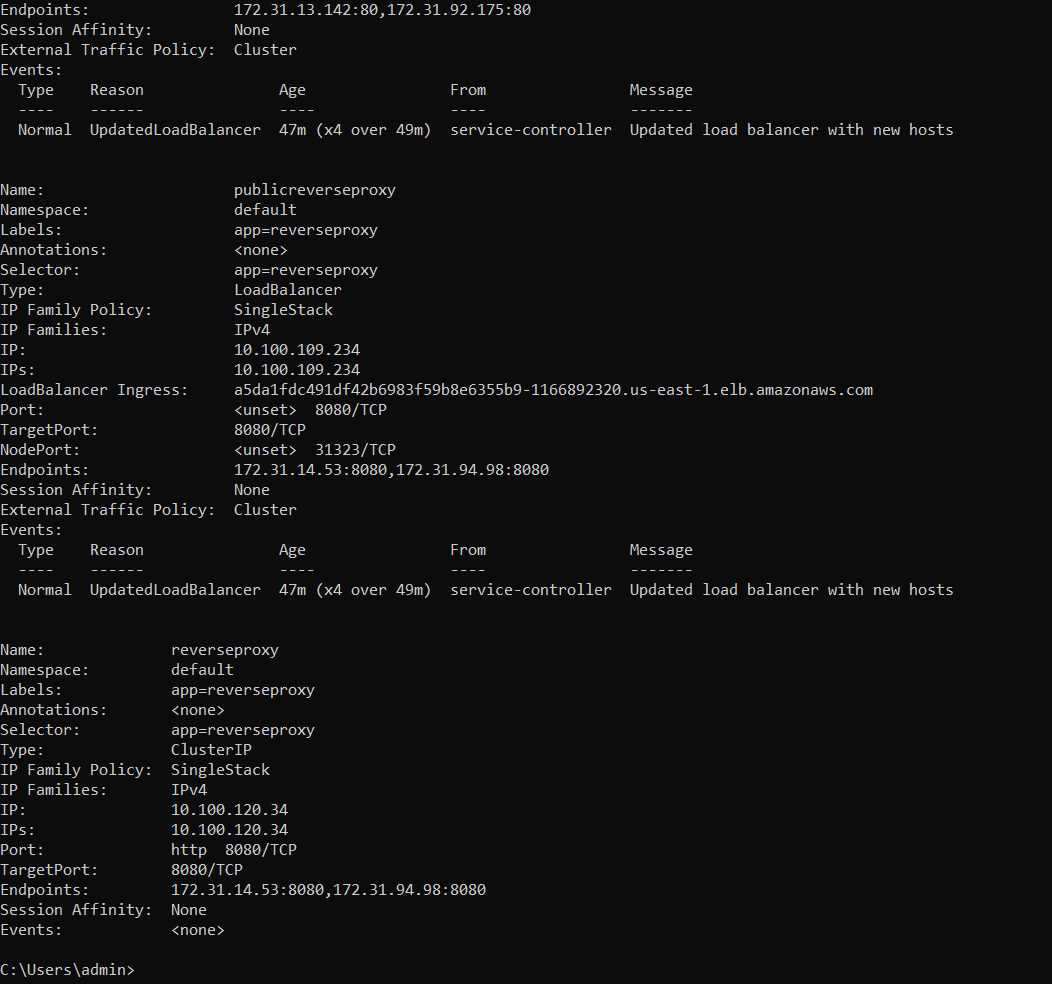 Endpoints:                172.31.13.142:80,172.31.92.175:80
Session Affinity:         None
External Traffic Policy:  Cluster
Events:
  Type    Reason               Age                 From                Message
  ----    ------               ----                ----                -------
  Normal  UpdatedLoadBalancer  47m (x4 over 49m)  service-controller  Updated load balancer with new hosts


Name:                     publicreverseproxy
Namespace:                default
Labels:                   app=reverseproxy
Annotations:              <none>
Selector:                 app=reverseproxy
Type:                     LoadBalancer
IP Family Policy:         SingleStack
IP Families:              IPv4
IP:                       10.100.109.234
IPs:                      10.100.109.234
LoadBalancer Ingress:     a5da1fdc491df42b6983f59b8e6355b9-1166892320.us-east-1.elb.amazonaws.com
Port:                     <unset>  8080/TCP
TargetPort:               8080/TCP
NodePort:                 <unset>  31323/TCP
Endpoints:                172.31.14.53:8080,172.31.94.98:8080
Session Affinity:         None
External Traffic Policy:  Cluster
Events:
  Type    Reason               Age                 From                Message
  ----    ------               ----                ----                -------
  Normal  UpdatedLoadBalancer  47m (x4 over 49m)  service-controller  Updated load balancer with new hosts


Name:              reverseproxy
Namespace:         default
Labels:            app=reverseproxy
Annotations:       <none>
Selector:          app=reverseproxy
Type:              ClusterIP
IP Family Policy:  SingleStack
IP Families:       IPv4
IP:                10.100.120.34
IPs:               10.100.120.34
Port:              http  8080/TCP
TargetPort:        8080/TCP
Endpoints:         172.31.14.53:8080,172.31.94.98:8080
Session Affinity:  None
Events:            <none>

C:\Users\admin>